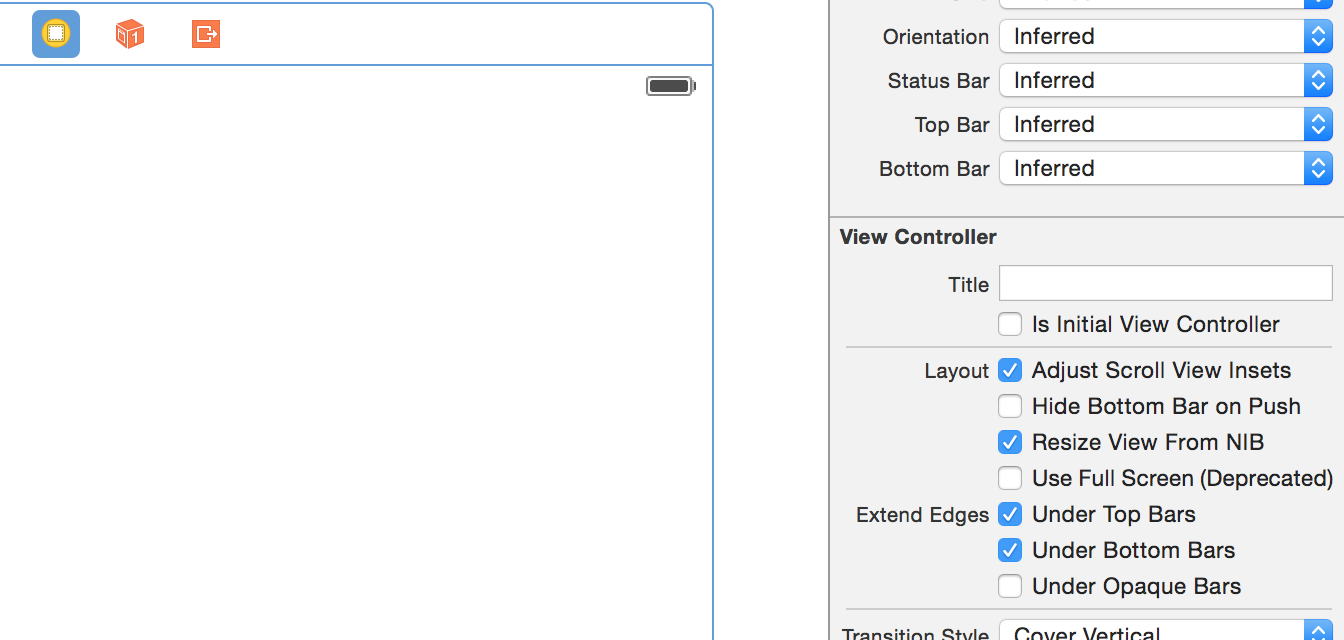 Orientation Inferred
Status Bar Inferred
Top Bar Inferred
Bottom Bar Inferred
View Controller
Title
Is Initial View Controller
Layout Adjust Scroll View Insets
Hide Bottom Bar on Push
Resize View From NIB
Use Full Screen (Deprecated)
Extend Edges Under Top Bars
Under Bottom Bars
Under Opaque Bars
Transition Style Cover Vertical